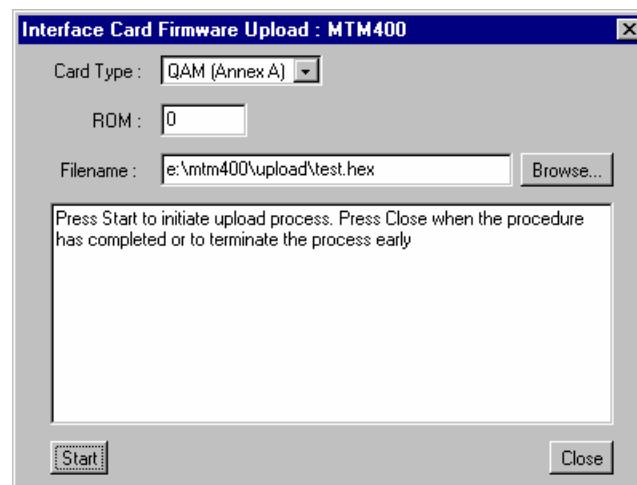 Interface Card Firmware Upload : MTM400
Card Type : QAM (Annex A)
ROM : 0
Filename : e:\mtm400\upload\test.hex Browse...
Press Start to initiate upload process. Press Close when the procedure
has completed or to terminate the process early
Start Close